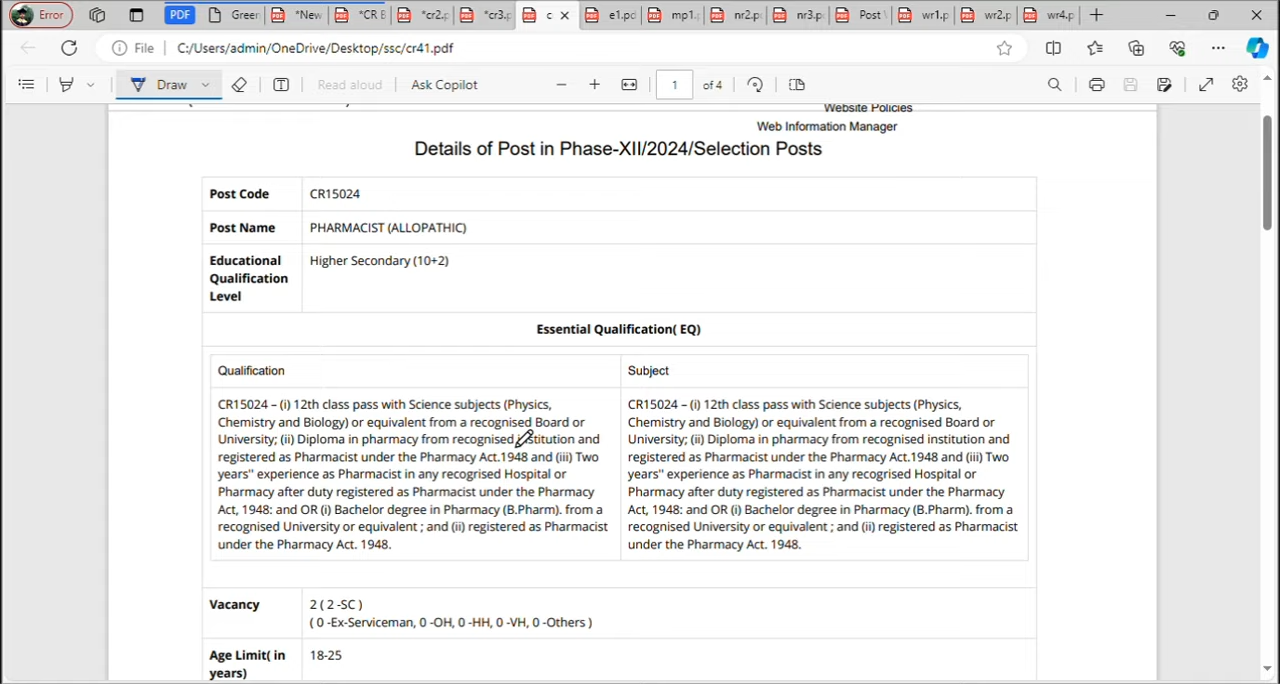 Error
PDF
Green
*New
*CR B
*cr2.p
*cr3.p
c
e1.pd
mp1.
nr2.p
nr3.p
Post
wr1.p
wr2.p
wr4.p
File
C:/Users/admin/OneDrive/Desktop/ssc/cr41.pdf
Draw
Read aloud
Ask Copilot
1
of 4
Website Policies
Web Information Manager
Details of Post in Phase-XII/2024/Selection Posts
Post Code
CR15024
Post Name
PHARMACIST (ALLOPATHIC)
Educational
Qualification
Level
Higher Secondary (10+2)
Essential Qualification( EQ)
Qualification
CR15024 – (i) 12th class pass with Science subjects (Physics,
Chemistry and Biology) or equivalent from a recognised Board or
University; (ii) Diploma in pharmacy from recognised institution and
registered as Pharmacist under the Pharmacy Act.1948 and (iii) Two
years" experience as Pharmacist in any recogrised Hospital or
Pharmacy after duty registered as Pharmacist under the Pharmacy
Act, 1948: and OR (i) Bachelor degree in Pharmacy (B.Pharm). from a
recognised University or equivalent ; and (ii) registered as Pharmacist
under the Pharmacy Act. 1948.
Subject
CR15024 – (i) 12th class pass with Science subjects (Physics,
Chemistry and Biology) or equivalent from a recognised Board or
University; (ii) Diploma in pharmacy from recognised institution and
registered as Pharmacist under the Pharmacy Act.1948 and (iii) Two
years" experience as Pharmacist in any recogrised Hospital or
Pharmacy after duty registered as Pharmacist under the Pharmacy
Act, 1948: and OR (i) Bachelor degree in Pharmacy (B.Pharm). from a
recognised University or equivalent ; and (ii) registered as Pharmacist
under the Pharmacy Act. 1948.
Vacancy
2 ( 2 -SC )
( 0 -Ex-Serviceman, 0 -OH, 0 -HH, 0 -VH, 0 -Others )
Age Limit( in
years)
18-25